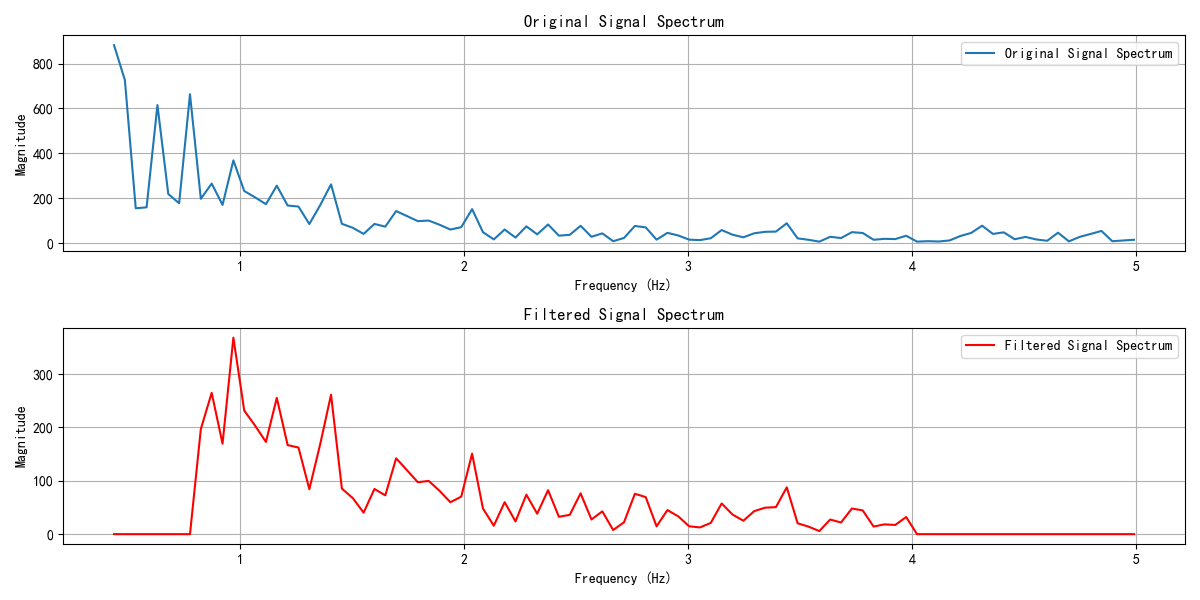 Original Signal Spectrum
Original Signal Spectrum
800
600
400
200
0
Magnitude
1 2 3 4 5
Frequency (Hz)
Filtered Signal Spectrum
Filtered Signal Spectrum
300
200
100
0
Magnitude
1 2 3 4 5
Frequency (Hz)